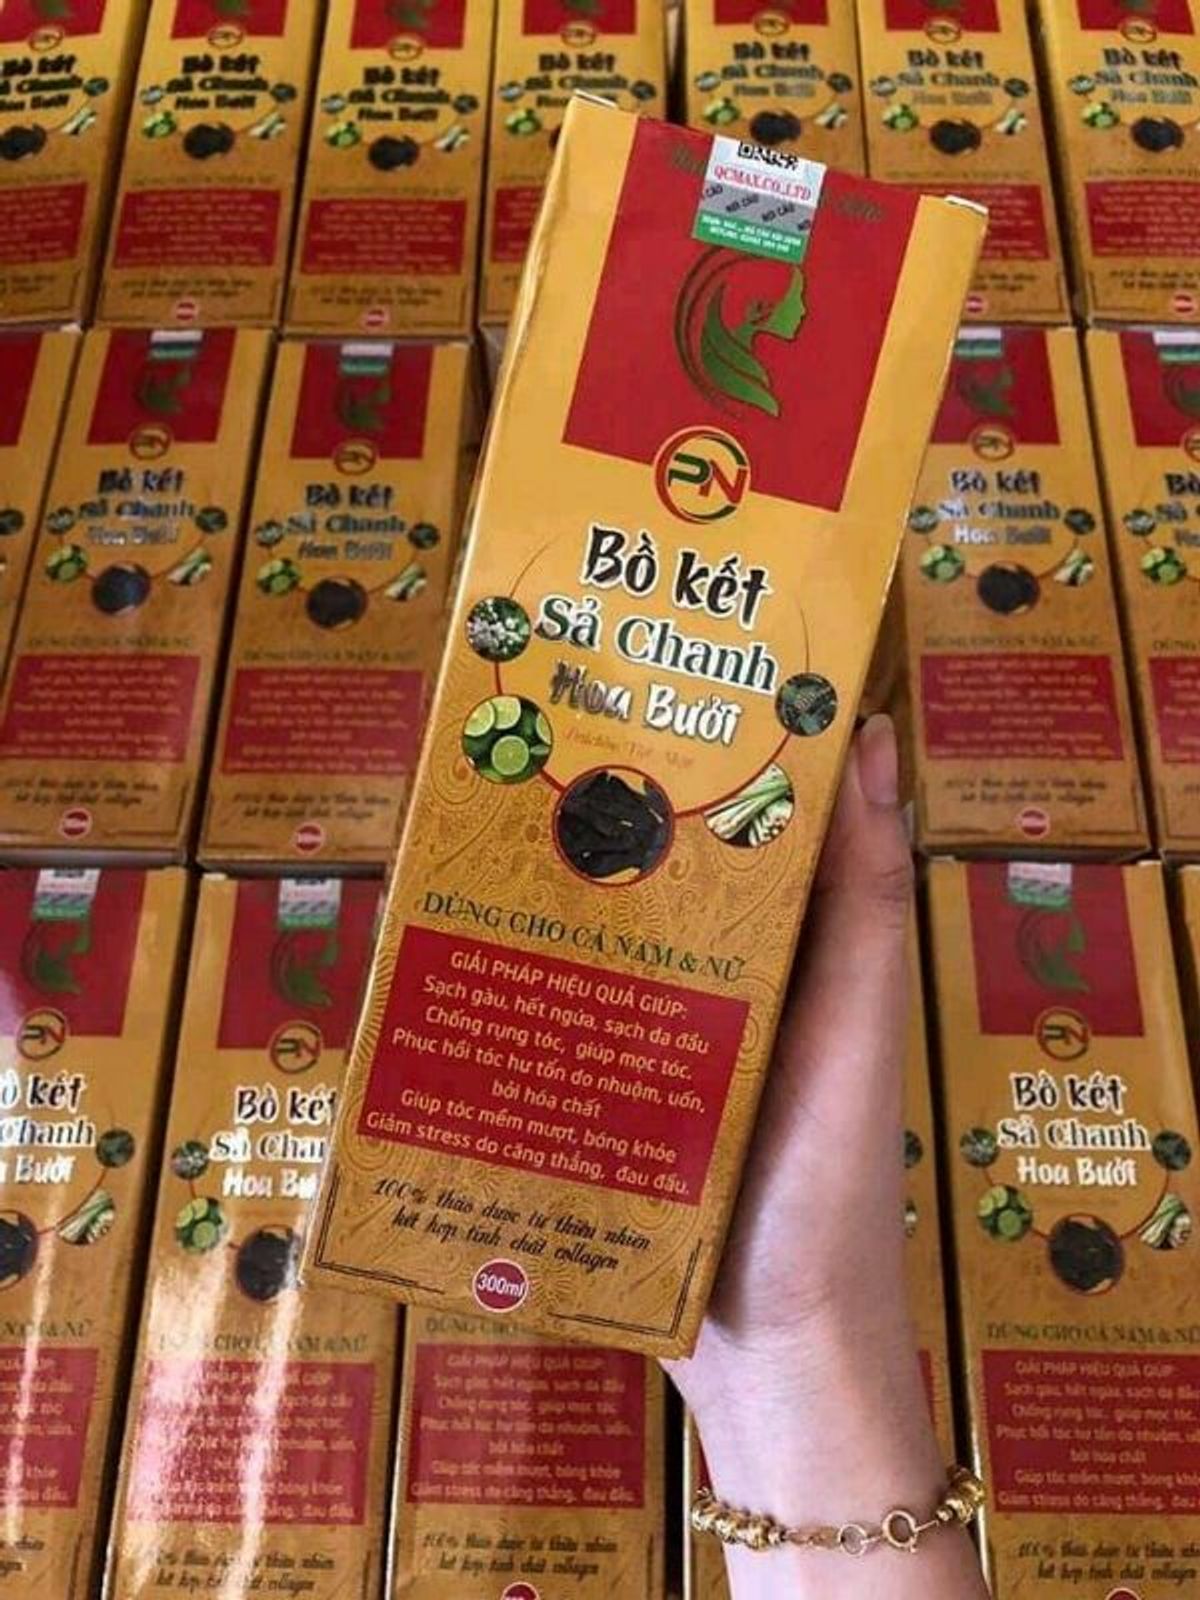 QCMAX.CO.,LTD
PN
Bồ kết
Sả Chanh
Hoa Bưởi
DÙNG CHO CẢ NAM & NỮ
GIẢI PHÁP HIỆU QUẢ GIÚP:
Sạch gàu, hết ngứa, sạch da đầu
Chống rụng tóc, giúp mọc tóc.
Phục hồi tóc hư tổn do nhuộm, uốn,
bởi hóa chất
Giúp tóc mềm mượt, bóng khỏe
Giảm stress do căng thẳng, đau đầu.
100% thảo dược từ thiên nhiên
kết hợp tinh chất collagen
300ml